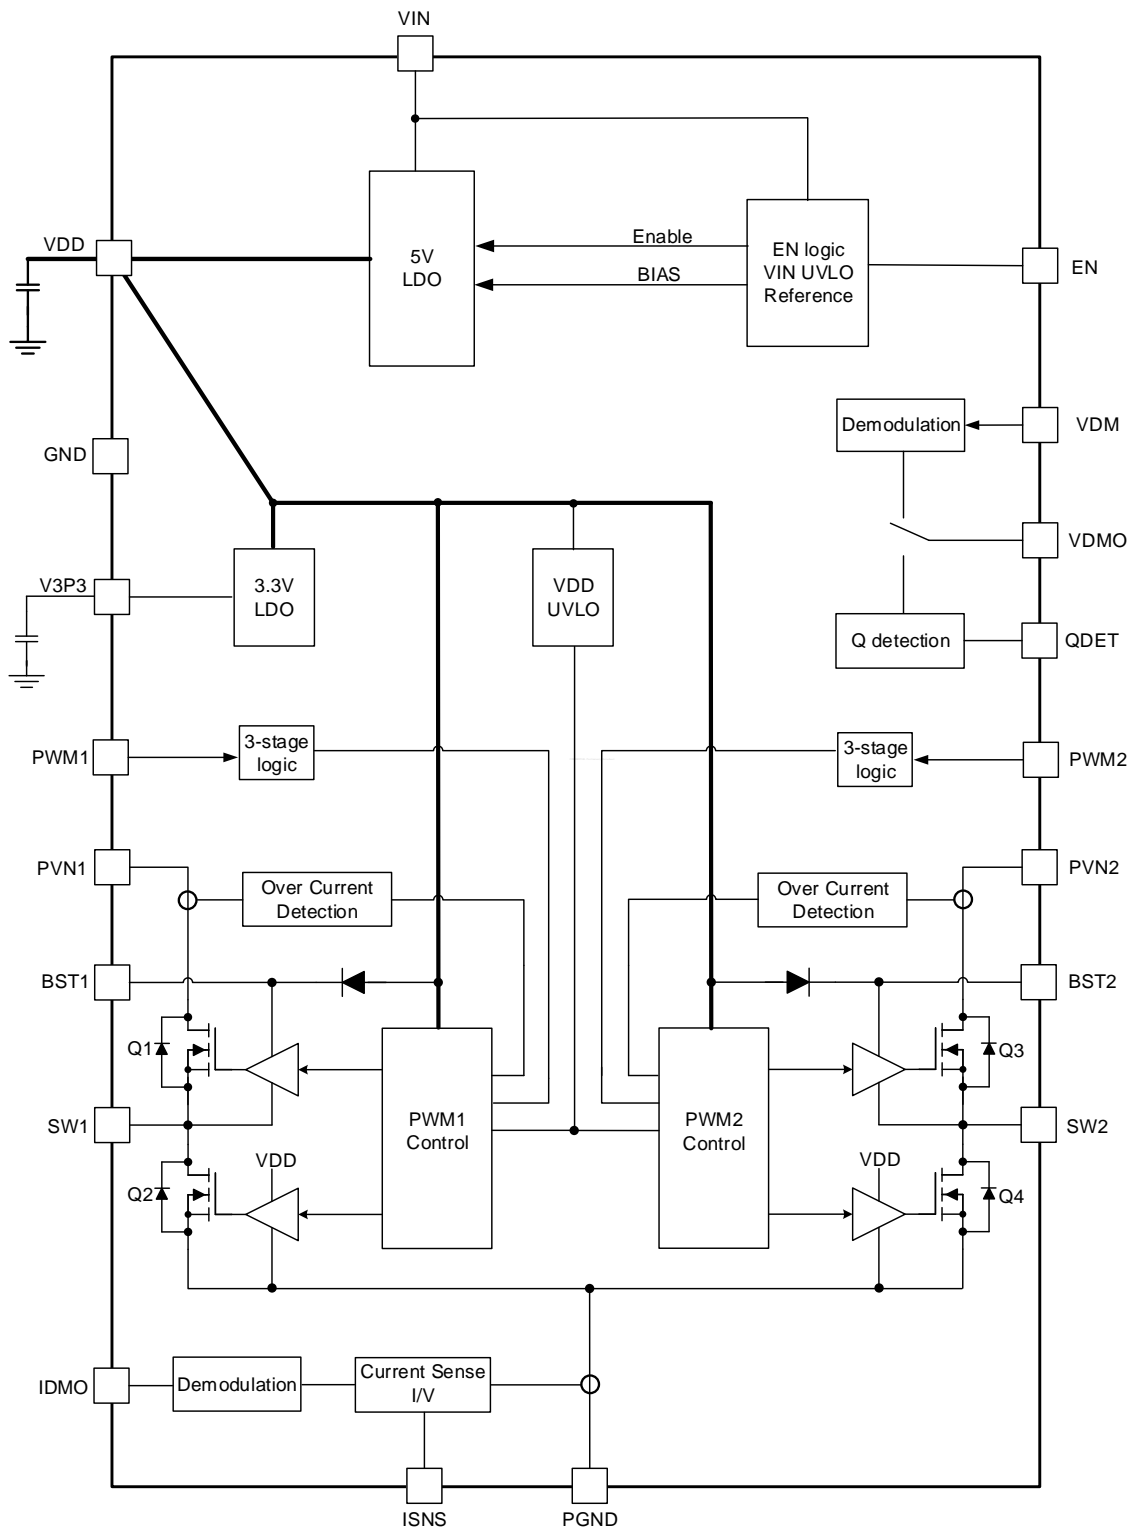 VIN
VDD
5V
LDO
Enable
BIAS
EN logic
VIN UVLO
Reference
EN
GND
Demodulation
VDM
VDMO
V3P3
3.3V
LDO
VDD
UVLO
Q detection
QDET
PWM1
3-stage
logic
3-stage
logic
PWM2
PVN1
Over Current
Detection
Over Current
Detection
PVN2
BST1
BST2
Q1
Q3
SW1
PWM1
Control
PWM2
Control
SW2
VDD
VDD
Q2
Q4
IDMO
Demodulation
Current Sense
I/V
ISNS
PGND